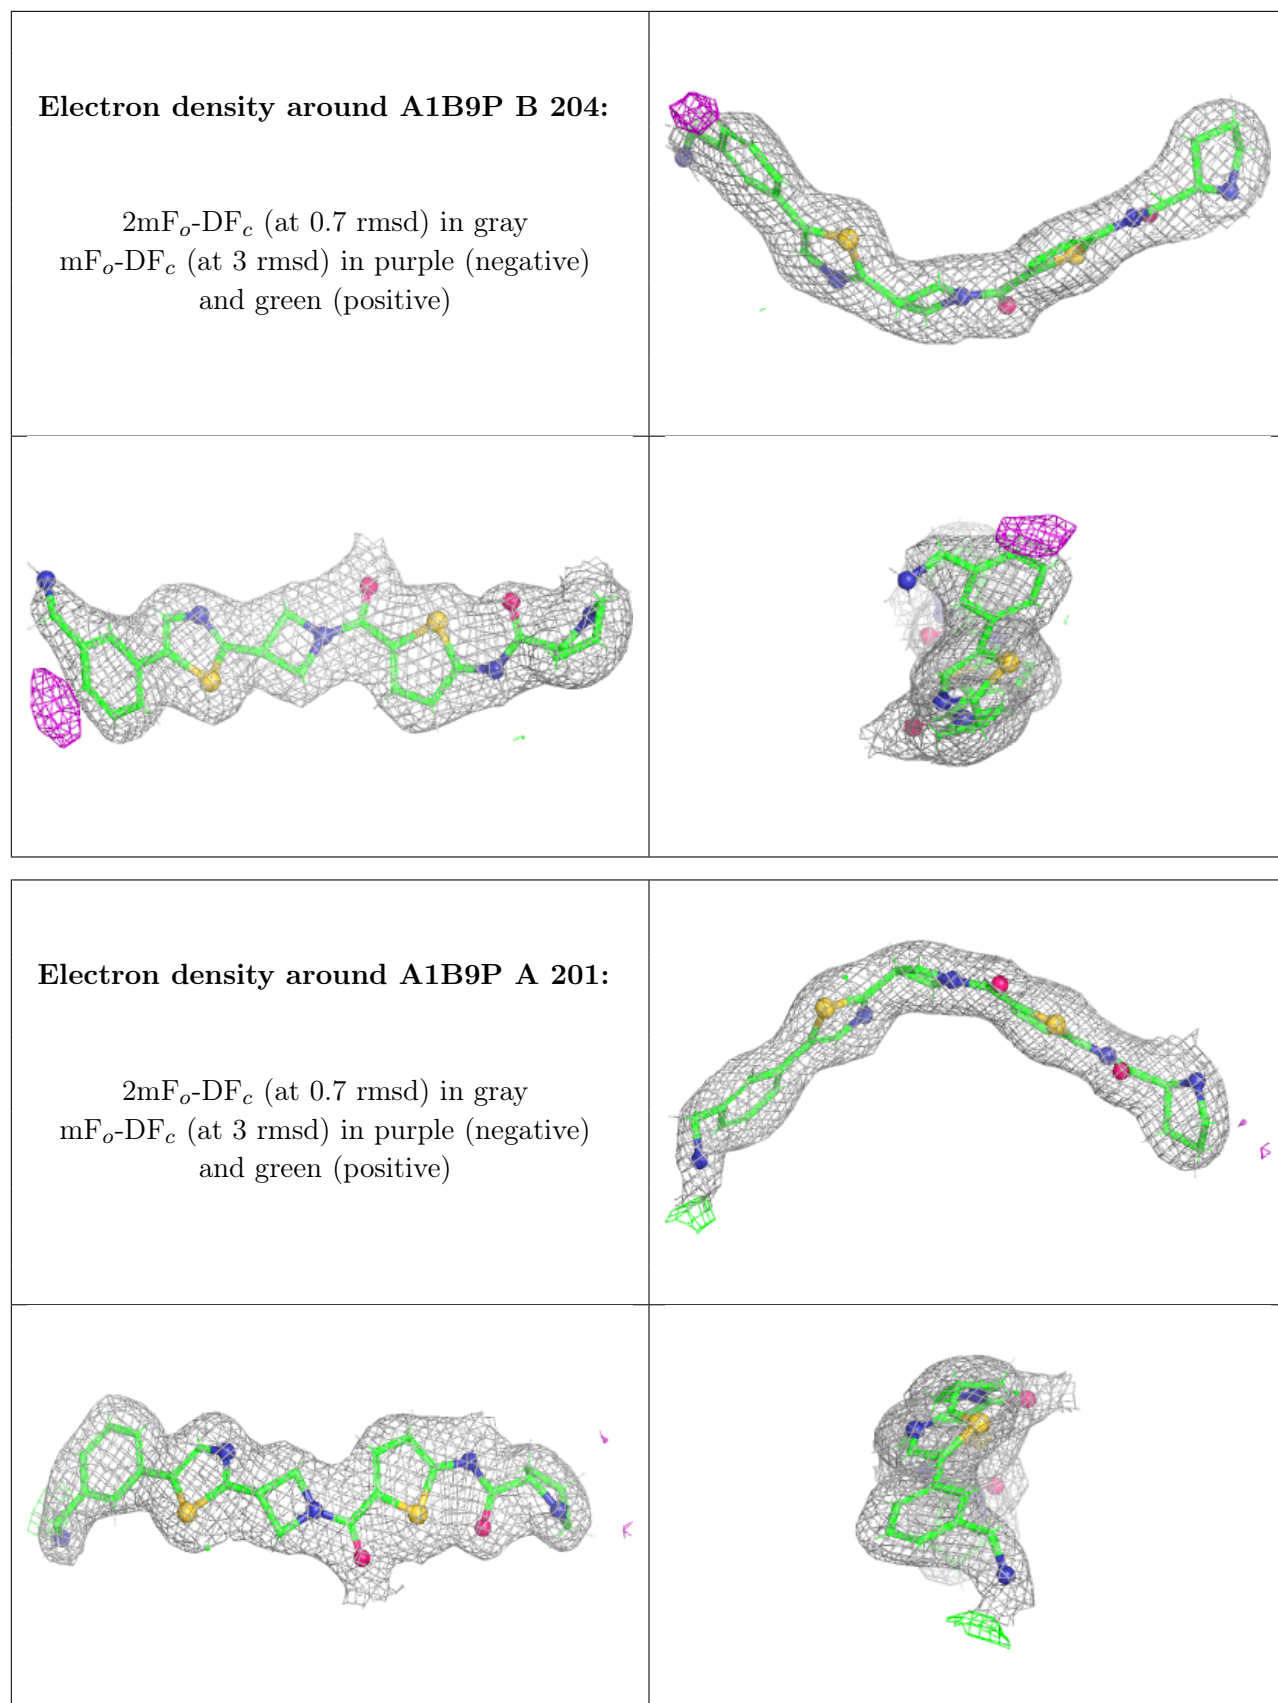 Electron density around A1B9P B 204:
2mFo-DFc (at 0.7 rmsd) in gray
mFo-DFc (at 3 rmsd) in purple (negative)
and green (positive)
Electron density around A1B9P A 201:
2mFo-DFc (at 0.7 rmsd) in gray
mFo-DFc (at 3 rmsd) in purple (negative)
and green (positive)